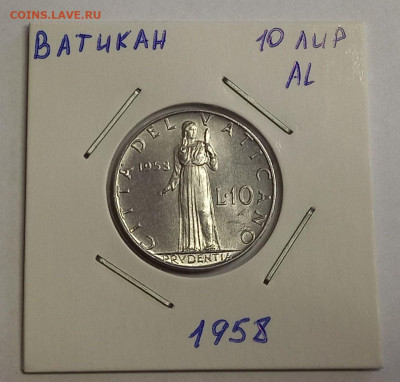 COINS.LAVE.RU
ВАТИКАН 10 ЛИР
AL
CITTA DEL VATICANO
1958
L.10
PRVDENTIA
1958